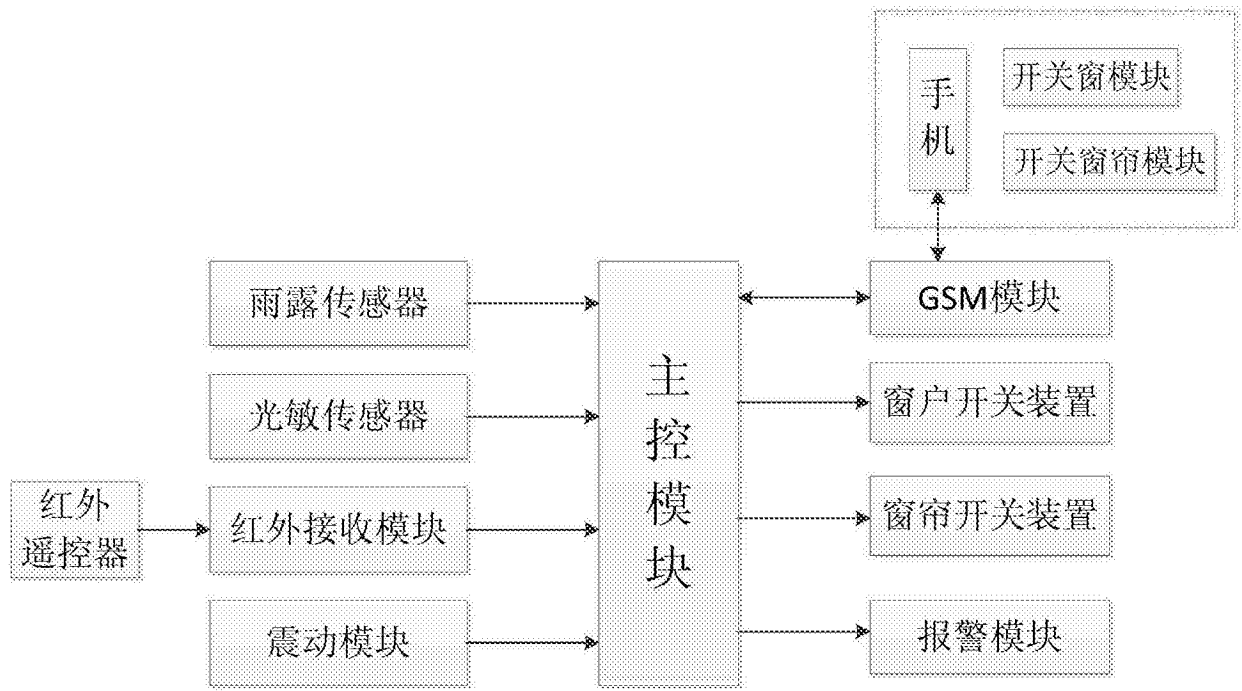 手
机
开关窗模块
开关窗帘模块
雨露传感器
光敏传感器
红外
遥控器
红外接收模块
震动模块
主
控
模
块
GSM模块
窗户开关装置
窗帘开关装置
报警模块